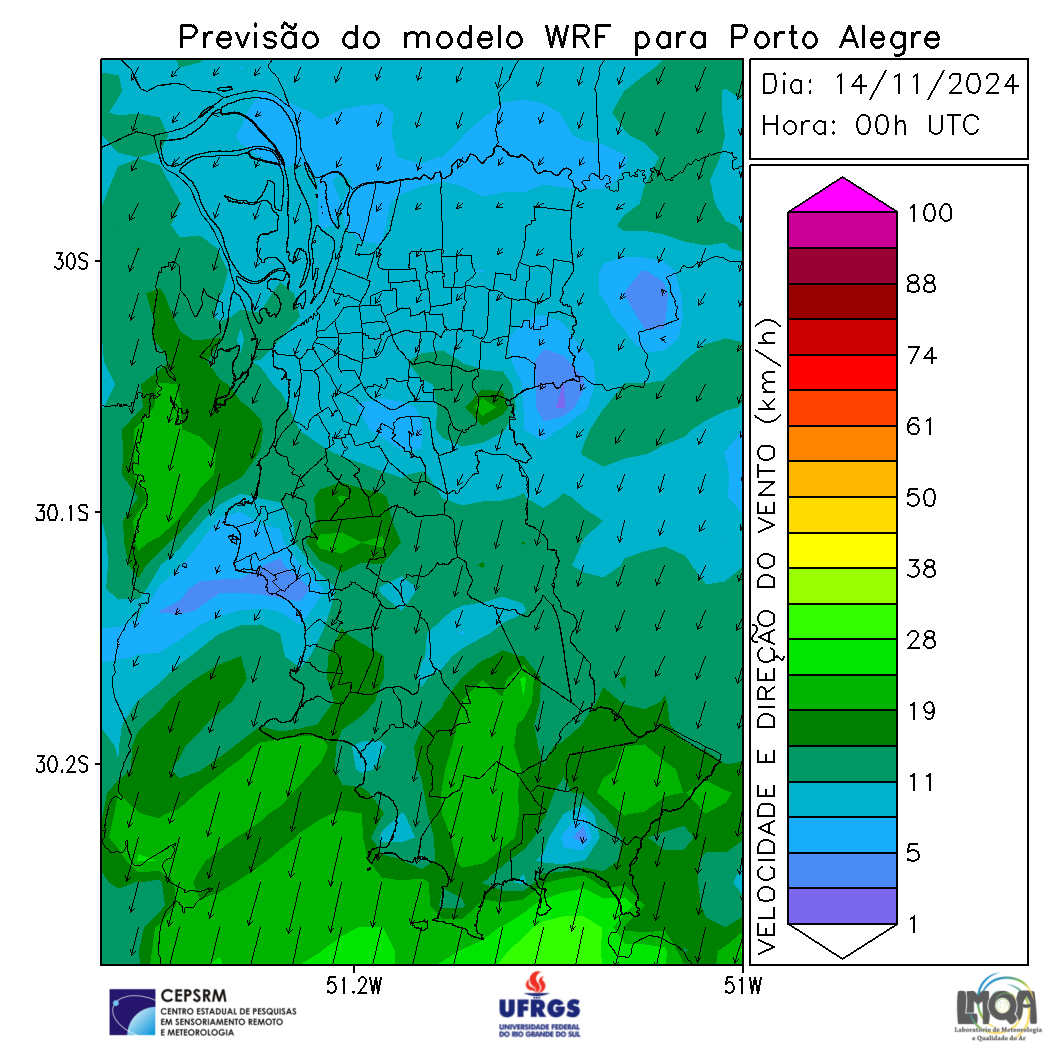 Previsão do modelo WRF para Porto Alegre
Dia: 14/11/2024
Hora: 00h UTC
30S
30.1S
30.2S
51.2W
51W
VELOCIDADE E DIREÇÃO DO VENTO (km/h)
100
88
74
61
50
38
28
19
11
5
1
CEPSRM
CENTRO ESTADUAL DE PESQUISAS
EM SENSORIAMENTO REMOTO
E METEOROLOGIA
UFRGS
UNIVERSIDADE FEDERAL
DO RIO GRANDE DO SUL
LMQA
Laboratório de Meteorologia
e Qualidade do Ar